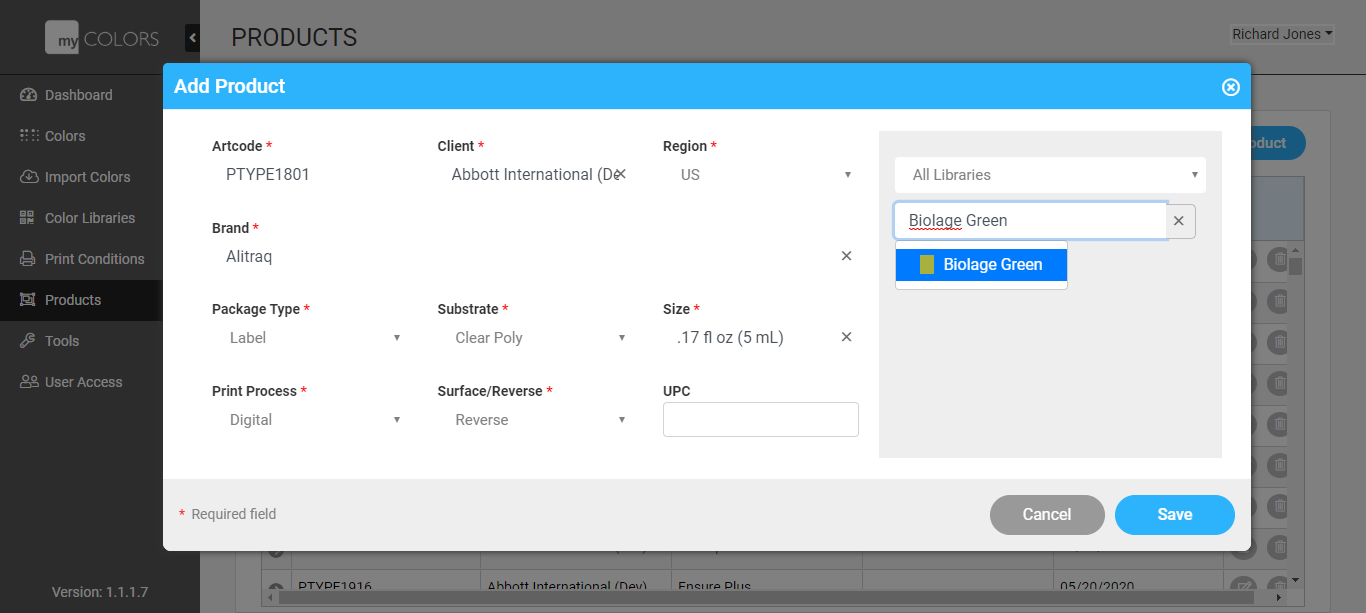 my COLORS
PRODUCTS
Richard Jones
Dashboard
Colors
Import Colors
Color Libraries
Print Conditions
Products
Tools
User Access
Version: 1.1.1.7
Add Product
Artcode *
PTYPE1801
Client *
Abbott International (De
Region *
US
Brand *
Alitraq
Package Type *
Label
Substrate *
Clear Poly
Size *
.17 fl oz (5 mL)
Print Process *
Digital
Surface/Reverse *
Reverse
UPC
All Libraries
Biolage Green
Biolage Green
* Required field
Cancel
Save
oduct
PTYPE1916 Abbott International (Dev) Ensure Plus 05/20/2020